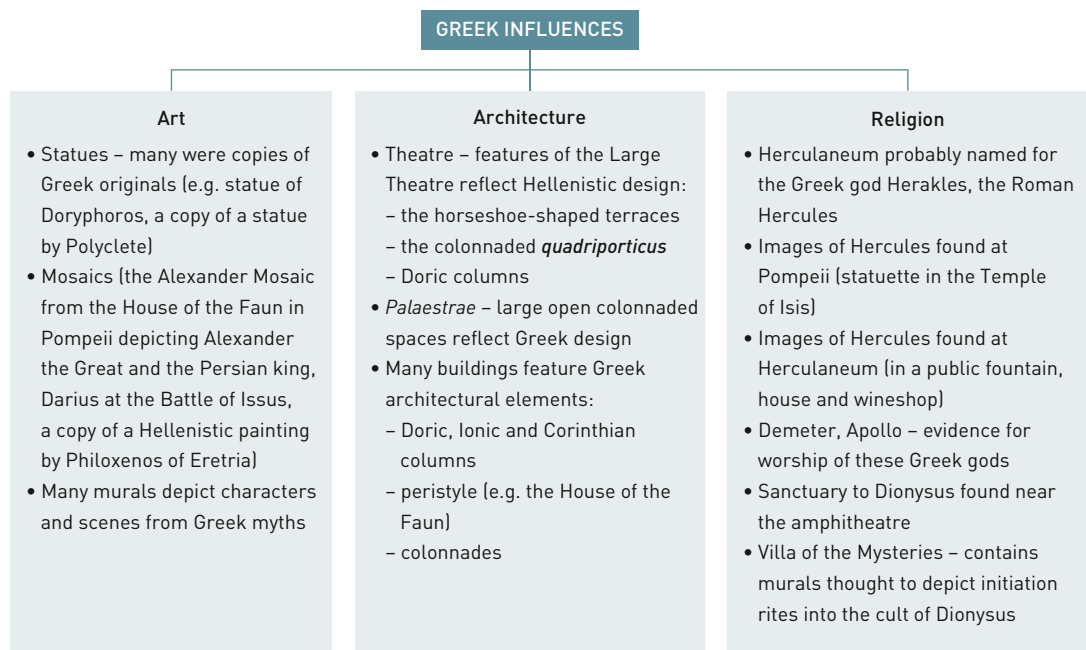 GREEK INFLUENCES
Art
• Statues – many were copies of
Greek originals (e.g. statue of
Doryphoros, a copy of a statue
by Polyclete)
• Mosaics (the Alexander Mosaic
from the House of the Faun in
Pompeii depicting Alexander
the Great and the Persian king,
Darius at the Battle of Issus,
a copy of a Hellenistic painting
by Philoxenos of Eretria)
• Many murals depict characters
and scenes from Greek myths
Architecture
• Theatre – features of the Large
Theatre reflect Hellenistic design:
– the horseshoe-shaped terraces
– the colonnaded quadriporticus
– Doric columns
• Palaestrae – large open colonnaded
spaces reflect Greek design
• Many buildings feature Greek
architectural elements:
– Doric, Ionic and Corinthian
columns
– peristyle (e.g. the House of the
Faun)
– colonnades
Religion
• Herculaneum probably named for
the Greek god Herakles, the Roman
Hercules
• Images of Hercules found at
Pompeii (statuette in the Temple
of Isis)
• Images of Hercules found at
Herculaneum (in a public fountain,
house and wineshop)
• Demeter, Apollo – evidence for
worship of these Greek gods
• Sanctuary to Dionysus found near
the amphitheatre
• Villa of the Mysteries – contains
murals thought to depict initiation
rites into the cult of Dionysus